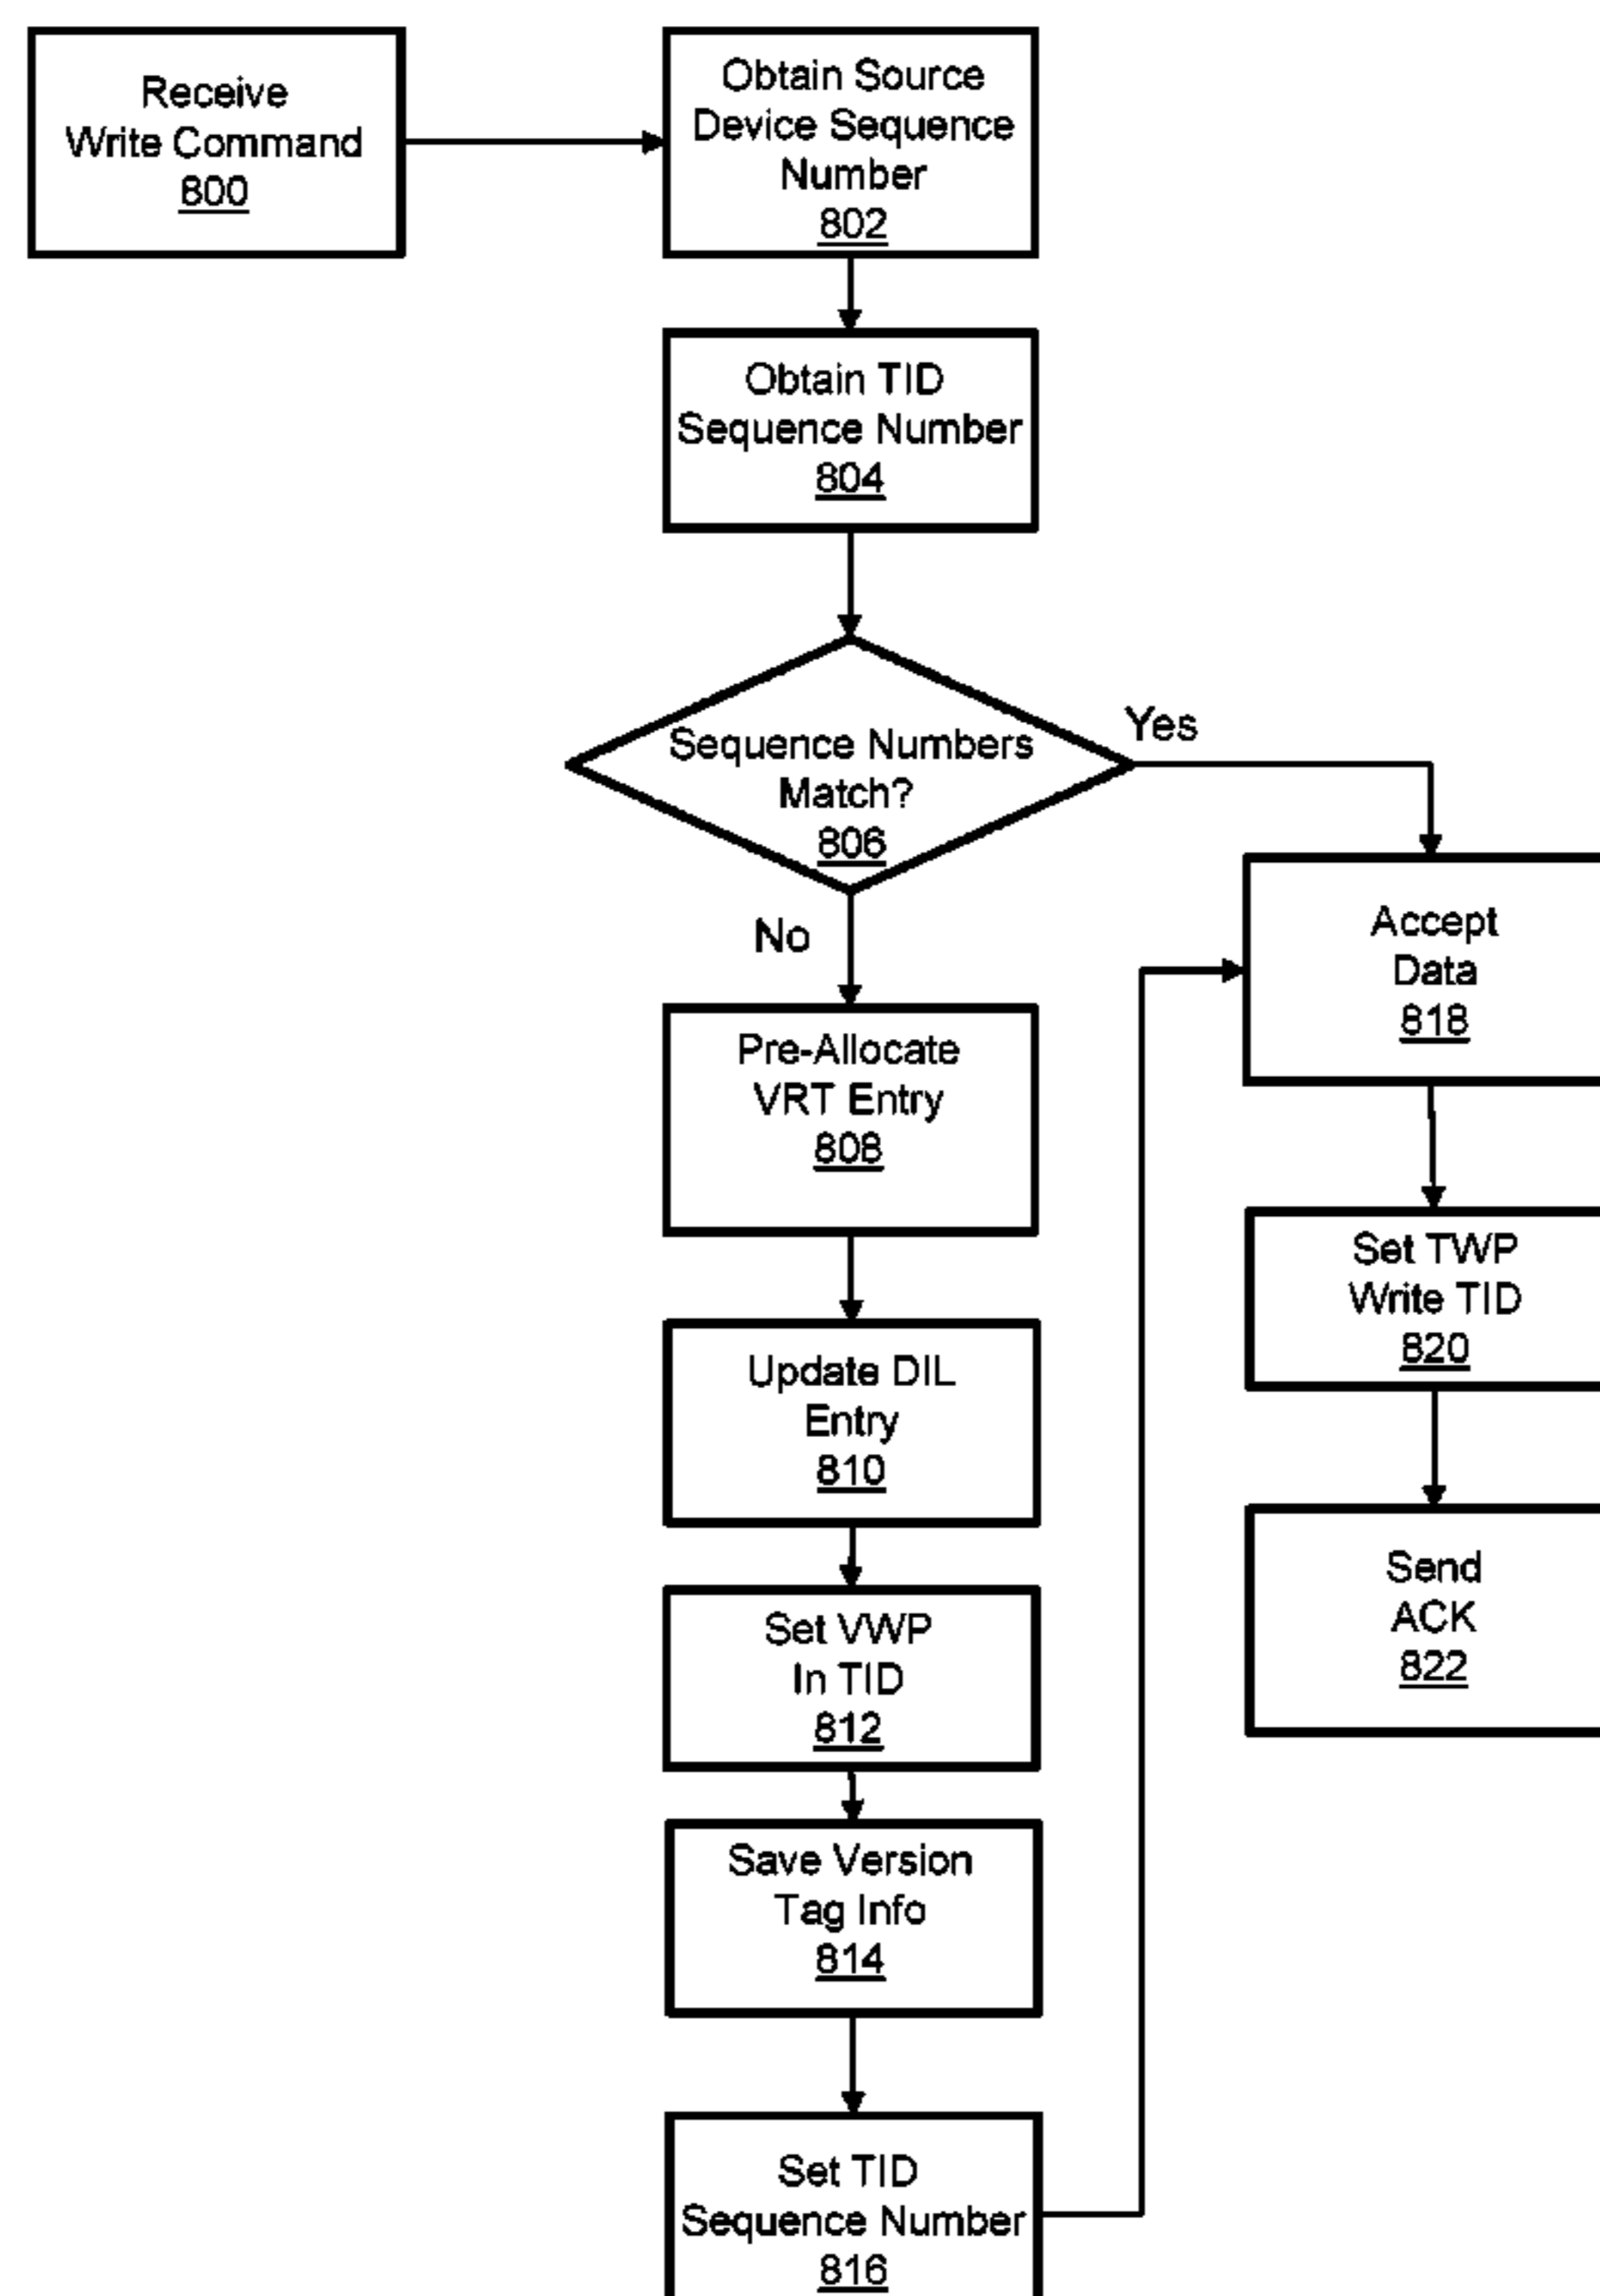 Receive
Write Command
800
Obtain Source
Device Sequence
Number
802
Obtain TID
Sequence Number
804
Sequence Numbers
Match?
806
Yes
No
Pre-Allocate
VRT Entry
808
Update DIL
Entry
810
Set VWP
In TID
812
Save Version
Tag Info
814
Set TID
Sequence Number
816
Accept
Data
818
Set TWP
Write TID
820
Send
ACK
822